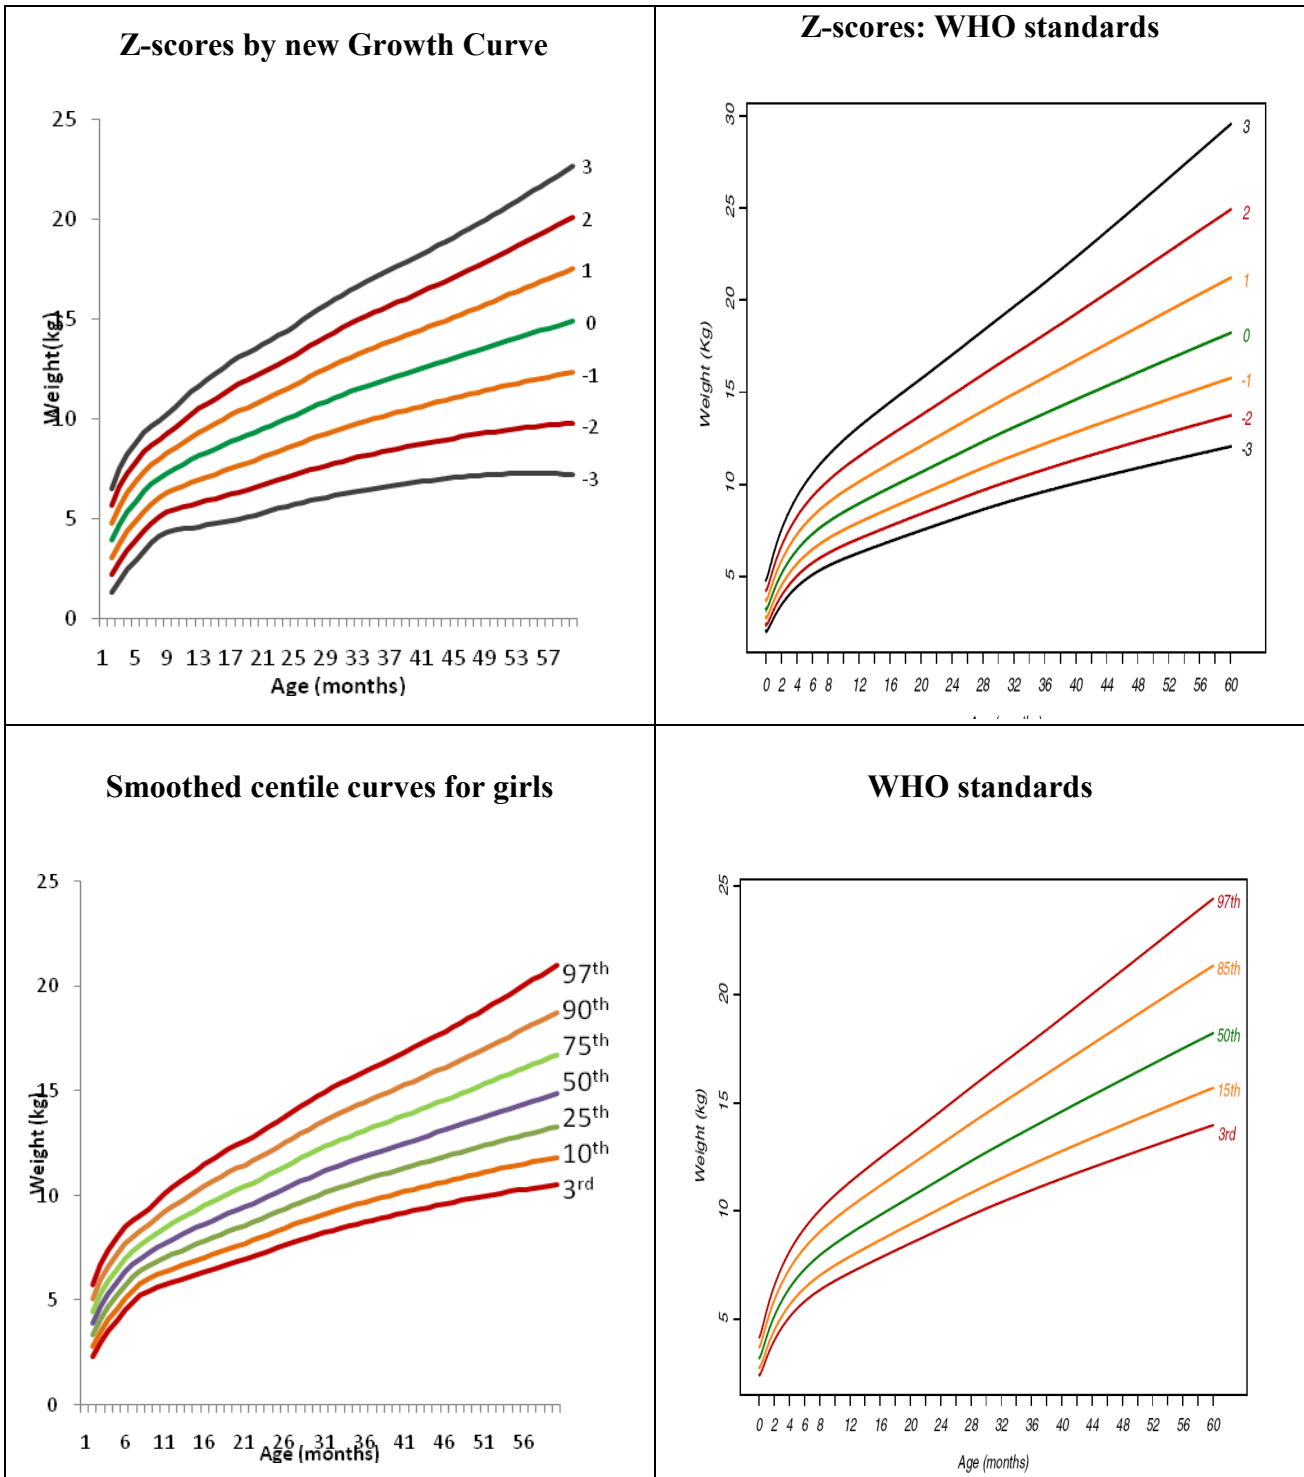 Z-scores by new Growth Curve
25
20
15
10
5
0
Weight(kg)
3
2
1
0
-1
-2
-3
1 5 9 13 17 21 25 29 33 37 41 45 49 53 57
Age (months)
Z-scores: WHO standards
30
25
20
15
10
5
Weight (Kg)
3
2
1
0
-1
-2
-3
0 2 4 6 8 12 16 20 24 28 32 36 40 44 48 52 56 60
Smoothed centile curves for girls
25
20
15
10
5
0
Weight (kg)
97th
90th
75th
50th
25th
10th
3rd
1 6 11 16 21 26 31 36 41 46 51 56
Age (months)
WHO standards
25
20
15
10
5
Weight (kg)
97th
85th
50th
15th
3rd
0 2 4 6 8 12 16 20 24 28 32 36 40 44 48 52 56 60
Age (months)